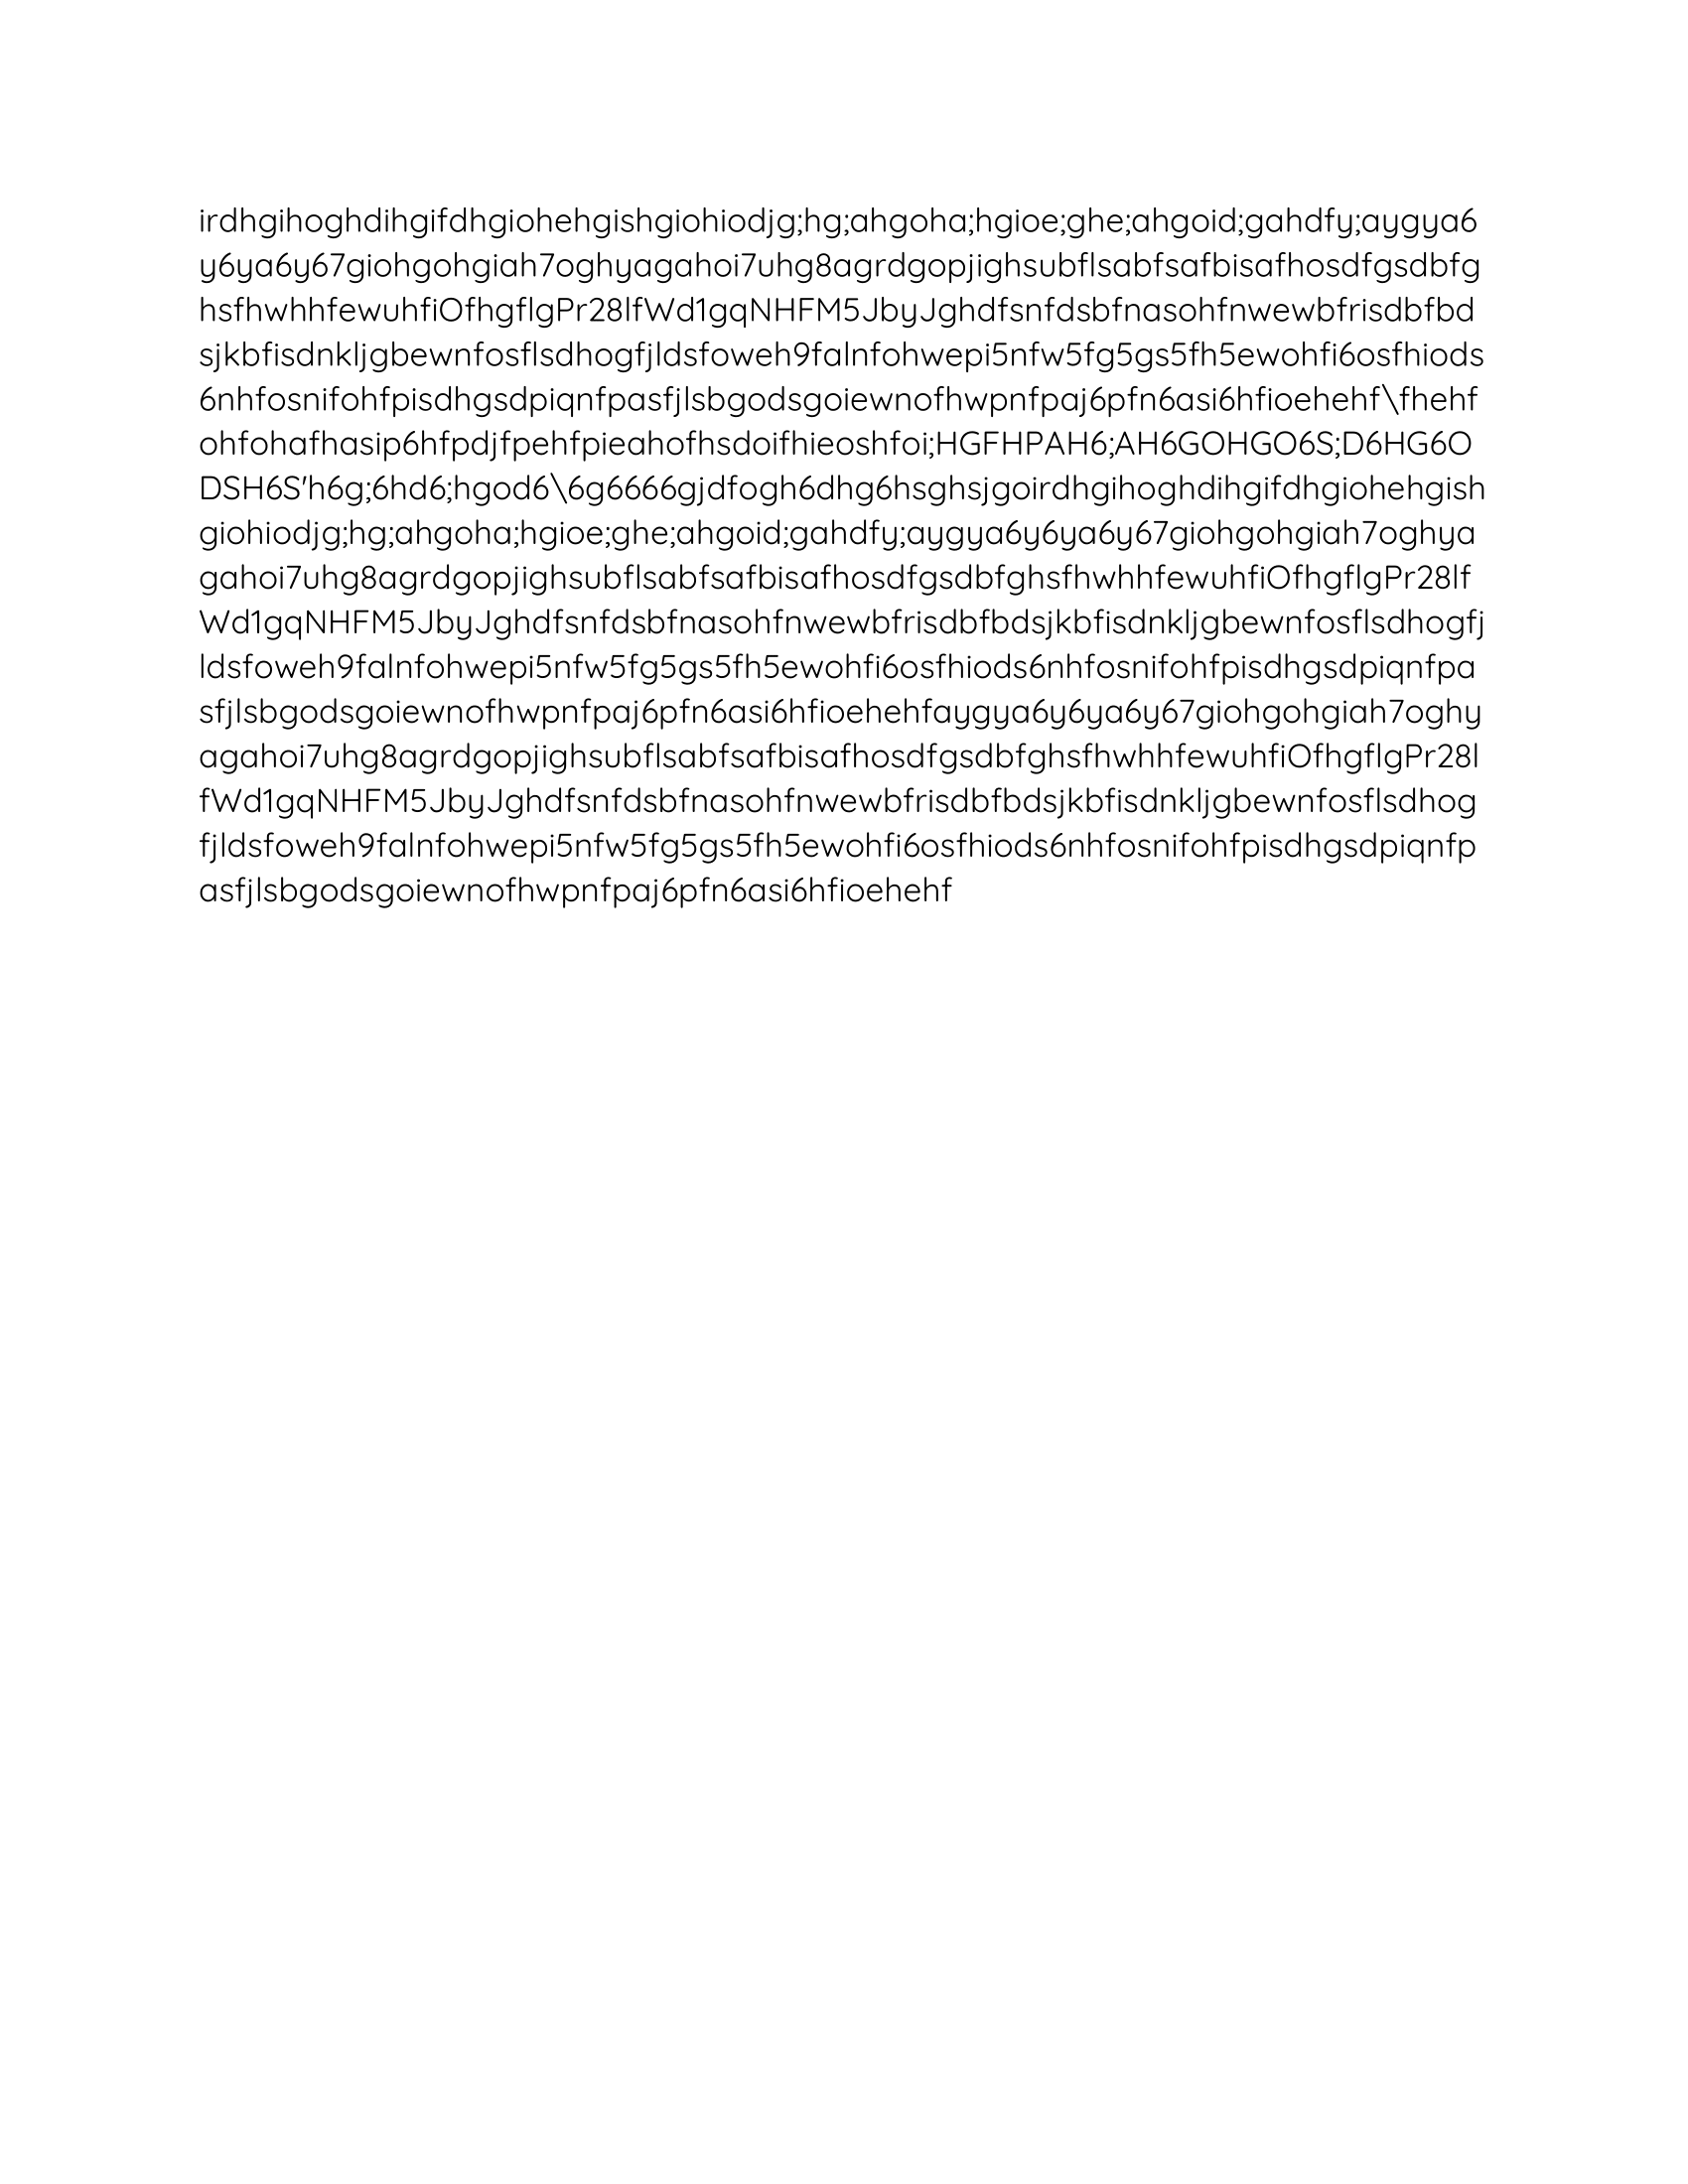 irdhgihoghdihgifdhgiohehgishgiohiodjg;hg;ahgoha;hgioe;ghe;ahgoid;gahdfy;aygya6
y6ya6y67giohgohgiah7oghyagahoi7uhg8agrdgopjighsubflsabfsafbisafhosdfgsdbfg
hsfhwhhfewuhfiOfhgflgPr28lfWd1gqNHFM5JbyJghdfsnfdsbfnasohfnwewbfrisdbfbd
sjkbfisdnkljgbewnfosflsdhogfjldsfoweh9falnfohwepi5nfw5fg5gs5fh5ewohfi6osfhiods
6nhfosnifohfpisdhgsdpiqnfpasfjlsbgodsgoiewnofhwpnfpaj6pfn6asi6hfioehehf\fhehf
ohfohafhasip6hfpdjfpehfpieahofhsdoifhieoshfoi;HGFHPAH6;AH6GOHGO6S;D6HG6O
DSH6S'h6g;6hd6;hgod6\6g6666gjdfogh6dhg6hsghsjgoirdhgihoghdihgifdhgiohehgish
giohiodjg;hg;ahgoha;hgioe;ghe;ahgoid;gahdfy;aygya6y6ya6y67giohgohgiah7oghya
gahoi7uhg8agrdgopjighsubflsabfsafbisafhosdfgsdbfghsfhwhhfewuhfiOfhgflgPr28lf
Wd1gqNHFM5JbyJghdfsnfdsbfnasohfnwewbfrisdbfbdsjkbfisdnkljgbewnfosflsdhogfj
ldsfoweh9falnfohwepi5nfw5fg5gs5fh5ewohfi6osfhiods6nhfosnifohfpisdhgsdpiqnfpa
sfjlsbgodsgoiewnofhwpnfpaj6pfn6asi6hfioehehfaygya6y6ya6y67giohgohgiah7oghy
agahoi7uhg8agrdgopjighsubflsabfsafbisafhosdfgsdbfghsfhwhhfewuhfiOfhgflgPr28l
fWd1gqNHFM5JbyJghdfsnfdsbfnasohfnwewbfrisdbfbdsjkbfisdnkljgbewnfosflsdhog
fjldsfoweh9falnfohwepi5nfw5fg5gs5fh5ewohfi6osfhiods6nhfosnifohfpisdhgsdpiqnfp
asfjlsbgodsgoiewnofhwpnfpaj6pfn6asi6hfioehehf